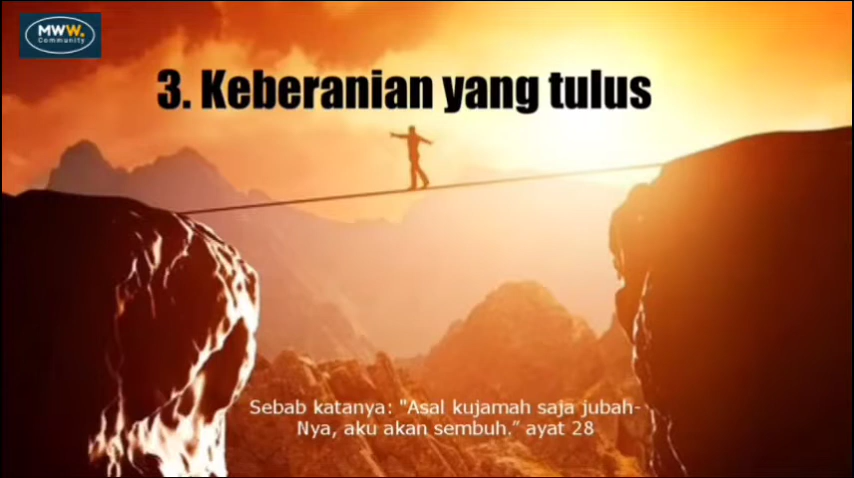 MWW.
Community
3. Keberanian yang tulus
Sebab katanya: "Asal kujamah saja jubah-
Nya, aku akan sembuh." ayat 28